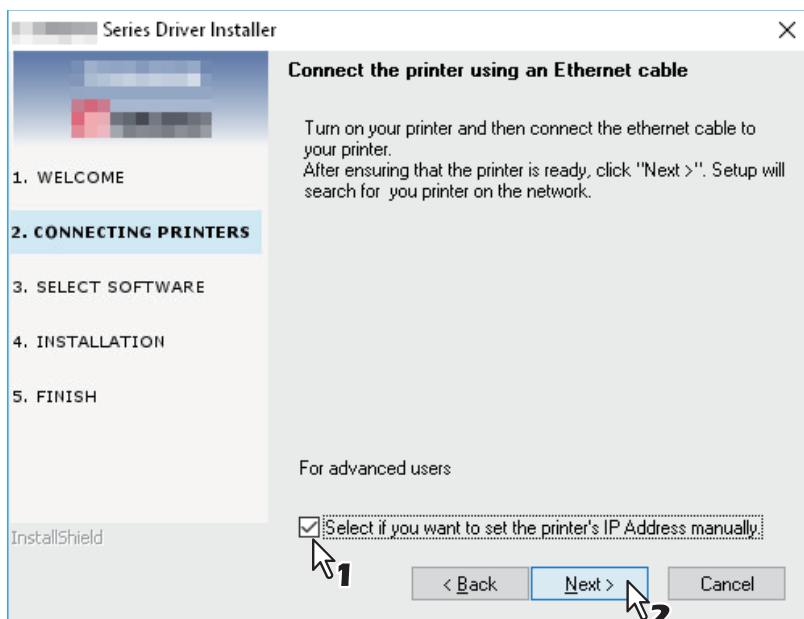 Series Driver Installer
Connect the printer using an Ethernet cable
Turn on your printer and then connect the ethernet cable to
your printer.
After ensuring that the printer is ready, click "Next >". Setup will
search for you printer on the network.
1. WELCOME
2. CONNECTING PRINTERS
3. SELECT SOFTWARE
4. INSTALLATION
5. FINISH
For advanced users
Select if you want to set the printer's IP Address manually.
InstallShield
1
< Back Next > Cancel
2